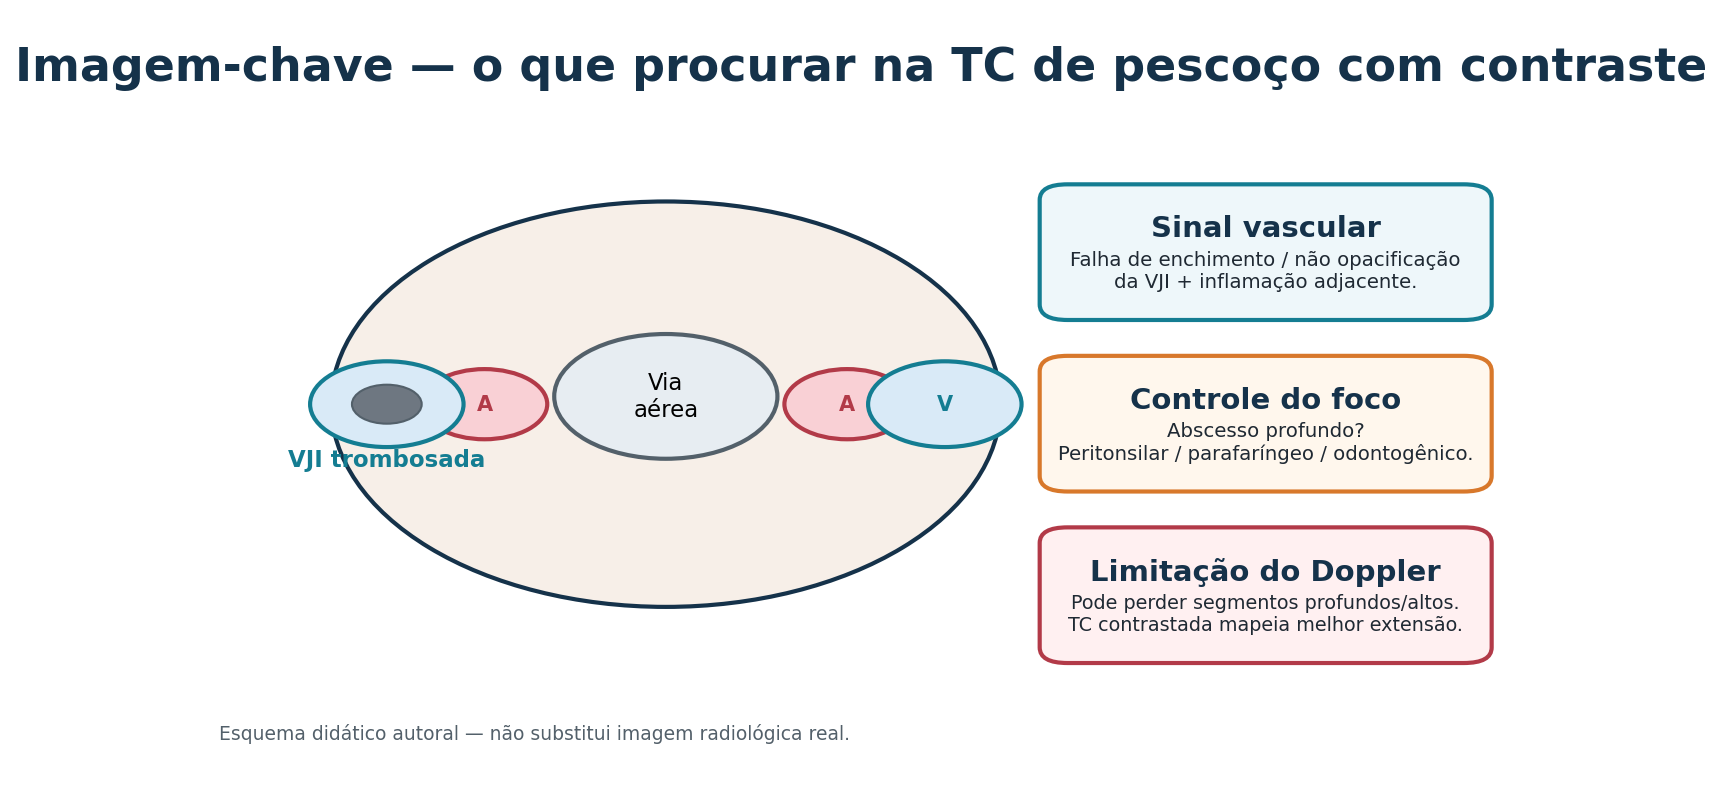 Imagem-chave — o que procurar na TC de pescoço com contraste
Via
aérea
A
A
V
VJI trombosada
Sinal vascular
Falha de enchimento / não opacificação
da VJI + inflamação adjacente.
Controle do foco
Abscesso profundo?
Peritonsilar / parafaríngeo / odontogênico.
Limitação do Doppler
Pode perder segmentos profundos/altos.
TC contrastada mapeia melhor extensão.
Esquema didático autoral — não substitui imagem radiológica real.